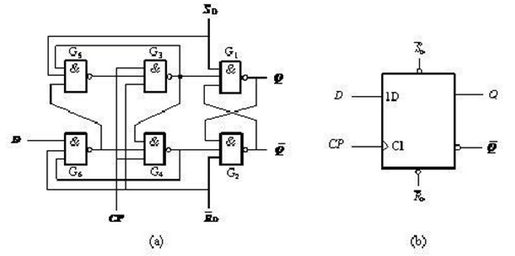 S̄D
G5 G3 G1
& & &
Q
D
& & &
Q̄
G6 G4 G2
CP
R̄D
(a)
D
1D
Q
CP
C1
Q̄
(b)